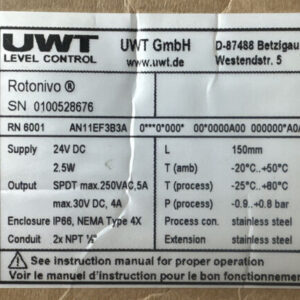 UWT
LEVEL CONTROL
UWT GmbH
www.uwt.de
D-87488 Betzigau
Westendstr. 5
Rotonivo ®
SN 0100528676
RN 6001 AN11EF3B3A 0***0*000* 00*0000A00 000000*A0
Supply 24V DC L 150mm
2.5W T (amb) -20°C..+50°C
Output SPDT max.250VAC,5A T (process) -25°C..+80°C
max.30V DC, 4A P (process) -0.9..+0.8 bar
Enclosure IP66, NEMA Type 4X Process con. stainless steel
Conduit 2x NPT ½" Extension stainless steel
See instruction manual for proper operation
Voir le manuel d'instruction pour le bon fonctionnement